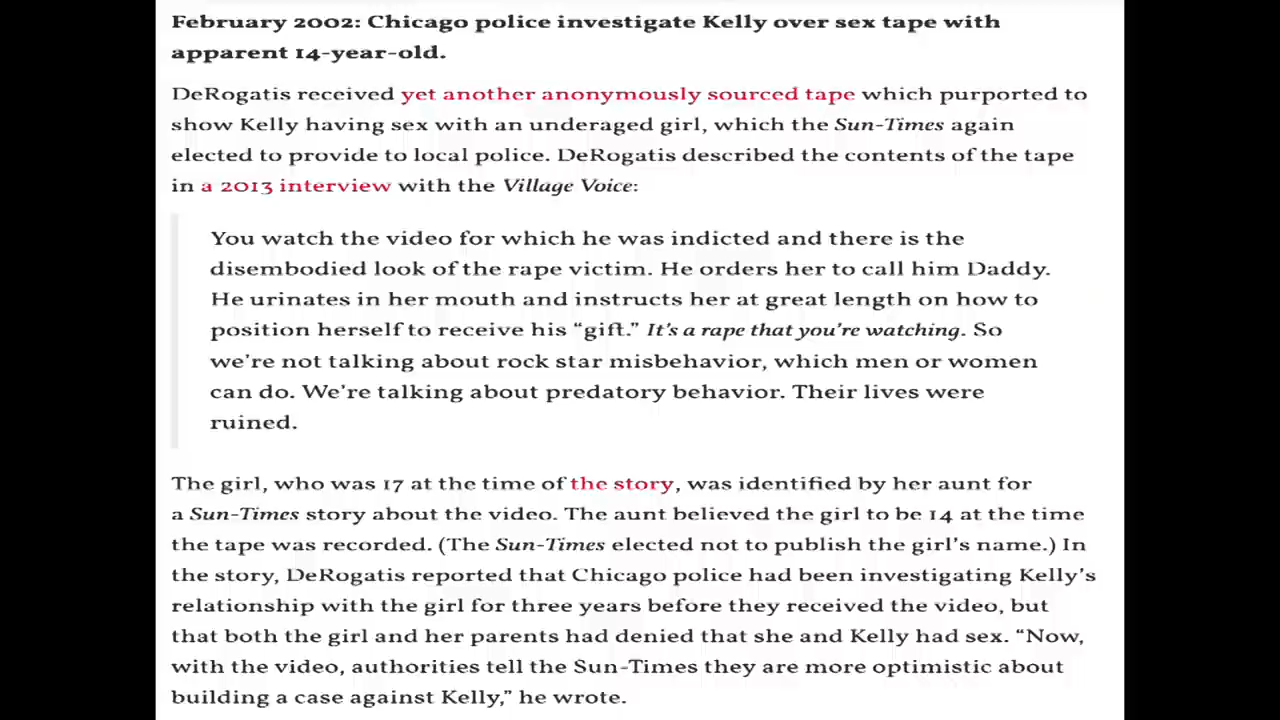 February 2002: Chicago police investigate Kelly over sex tape with
apparent 14-year-old.
DeRogatis received yet another anonymously sourced tape which purported to
show Kelly having sex with an underaged girl, which the Sun-Times again
elected to provide to local police. DeRogatis described the contents of the tape
in a 2013 interview with the Village Voice:
You watch the video for which he was indicted and there is the
disembodied look of the rape victim. He orders her to call him Daddy.
He urinates in her mouth and instructs her at great length on how to
position herself to receive his “gift.” It’s a rape that you’re watching. So
we’re not talking about rock star misbehavior, which men or women
can do. We’re talking about predatory behavior. Their lives were
ruined.
The girl, who was 17 at the time of the story, was identified by her aunt for
a Sun-Times story about the video. The aunt believed the girl to be 14 at the time
the tape was recorded. (The Sun-Times elected not to publish the girl’s name.) In
the story, DeRogatis reported that Chicago police had been investigating Kelly’s
relationship with the girl for three years before they received the video, but
that both the girl and her parents had denied that she and Kelly had sex. “Now,
with the video, authorities tell the Sun-Times they are more optimistic about
building a case against Kelly,” he wrote.